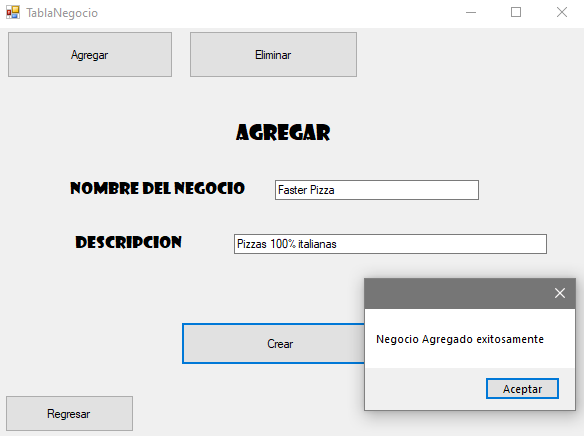 TablaNegocio
Agregar Eliminar
AGREGAR
NOMBRE DEL NEGOCIO Faster Pizza
DESCRIPCION Pizzas 100% italianas
Crear
Negocio Agregado exitosamente
Aceptar
Regresar